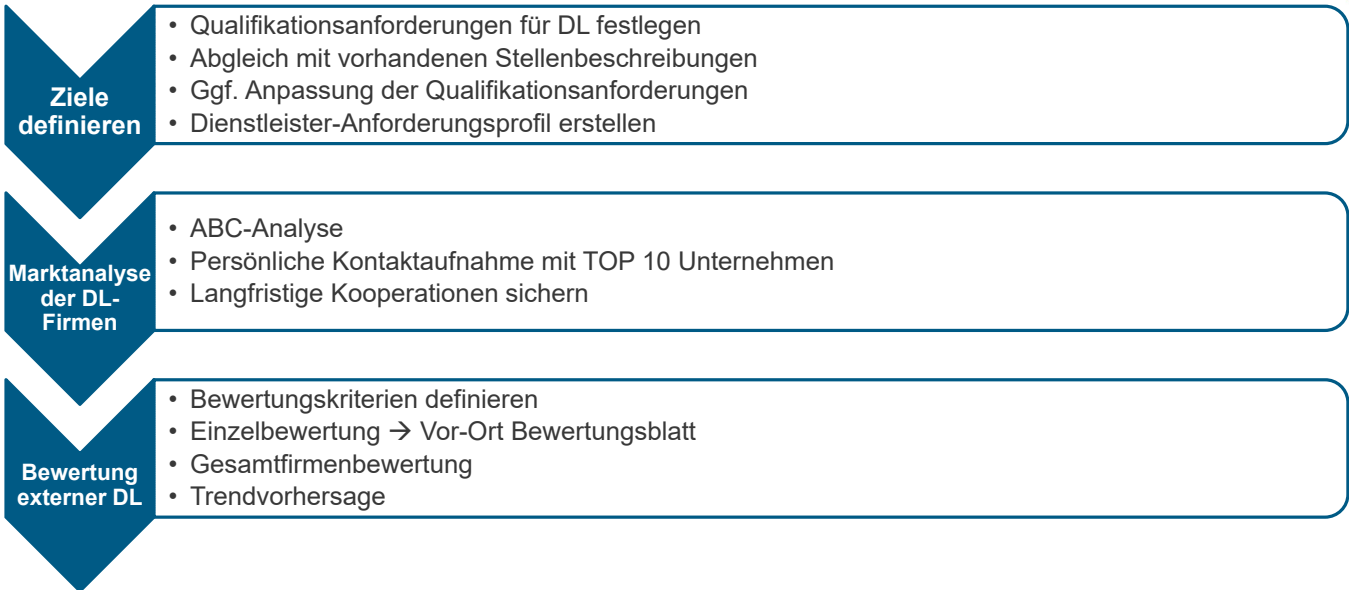 Ziele
definieren
• Qualifikationsanforderungen für DL festlegen
• Abgleich mit vorhandenen Stellenbeschreibungen
• Ggf. Anpassung der Qualifikationsanforderungen
• Dienstleister-Anforderungsprofil erstellen
Marktanalyse
der DL-
Firmen
• ABC-Analyse
• Persönliche Kontaktaufnahme mit TOP 10 Unternehmen
• Langfristige Kooperationen sichern
Bewertung
externer DL
• Bewertungskriterien definieren
• Einzelbewertung → Vor-Ort Bewertungsblatt
• Gesamtfirmenbewertung
• Trendvorhersage